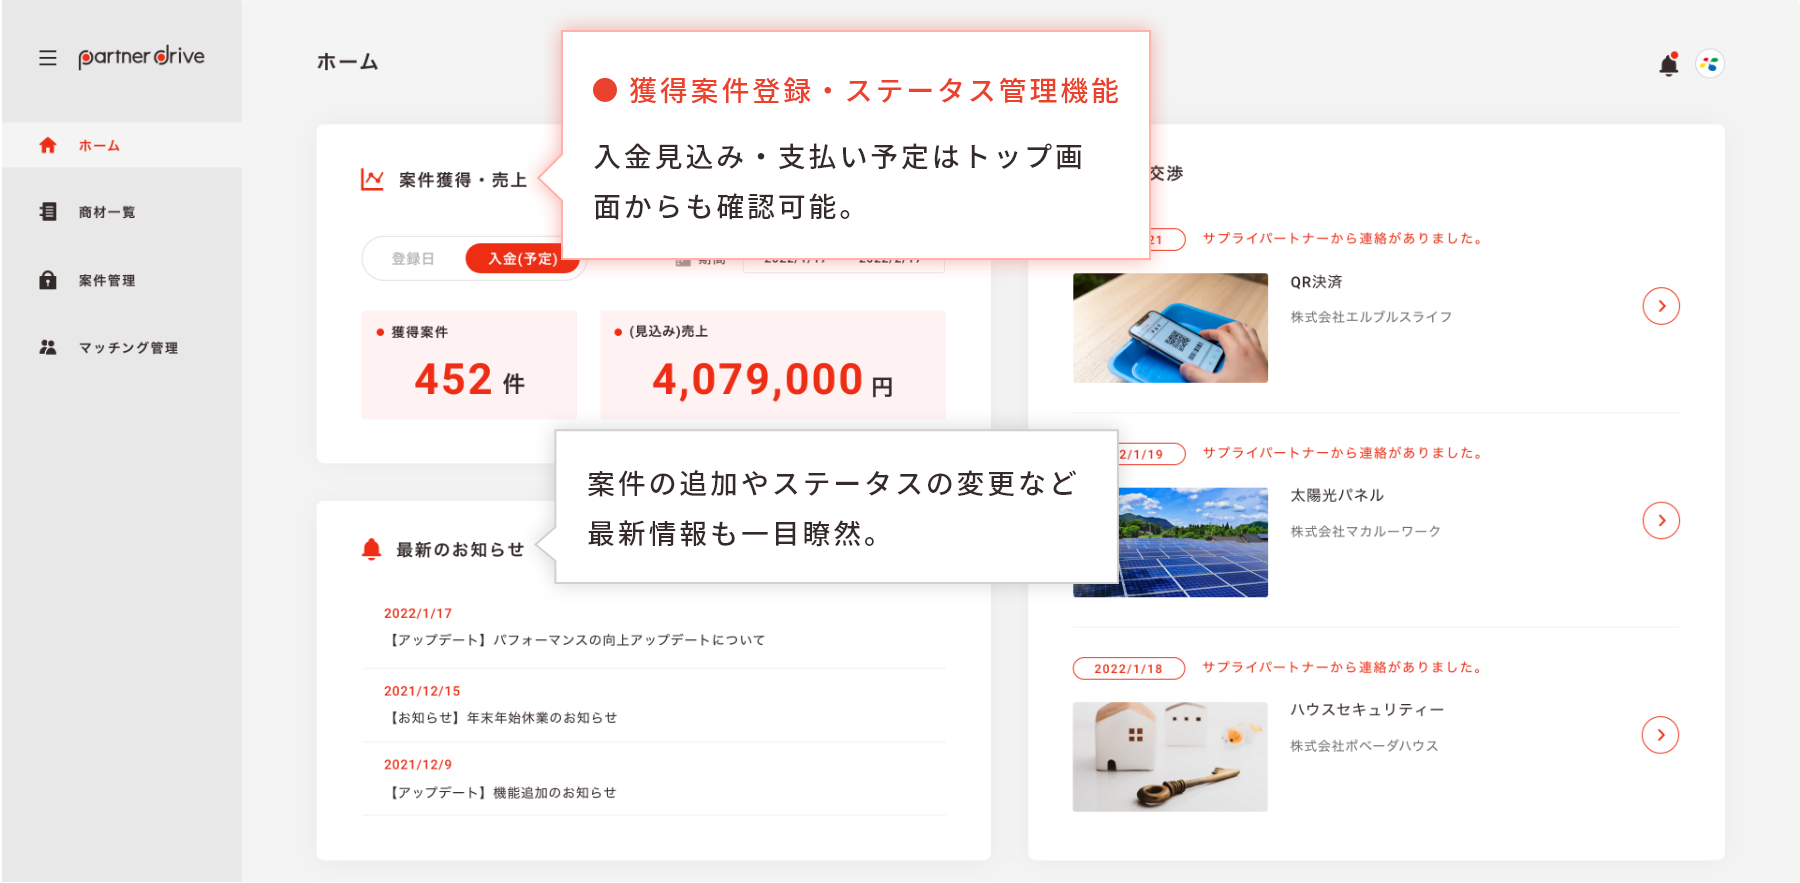 partner drive
ホーム
商材一覧
案件管理
マッチング管理
ホーム
● 獲得案件登録・ステータス管理機能
入金見込み・支払い予定はトップ画
面からも確認可能。
案件獲得・売上
登録日
入金(予定)
期間
獲得案件
452 件
(見込み)売上
4,079,000 円
案件の追加やステータスの変更など
最新情報も一目瞭然。
最新のお知らせ
2022/1/17
【アップデート】パフォーマンスの向上アップデートについて
2021/12/15
【お知らせ】年末年始休業のお知らせ
2021/12/9
【アップデート】機能追加のお知らせ
交渉
21 サプライパートナーから連絡がありました。
QR決済
株式会社エルブルスライフ
2/1/19 サプライパートナーから連絡がありました。
太陽光パネル
株式会社マカルーワーク
2022/1/18 サプライパートナーから連絡がありました。
ハウスセキュリティー
株式会社ポベーダハウス